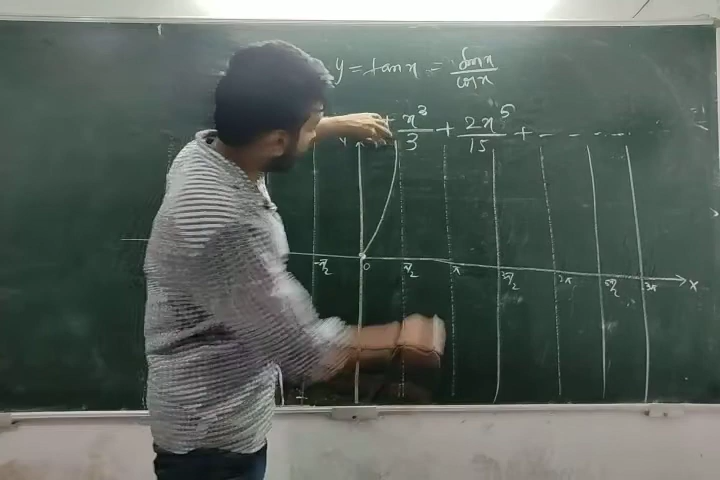 y = tan x = sin x / cos x
+ x³/3 + 2x⁵/15 + - - - - -
Y
-π/2 0 π/2 π 3π/2 2π 5π/2 3π X